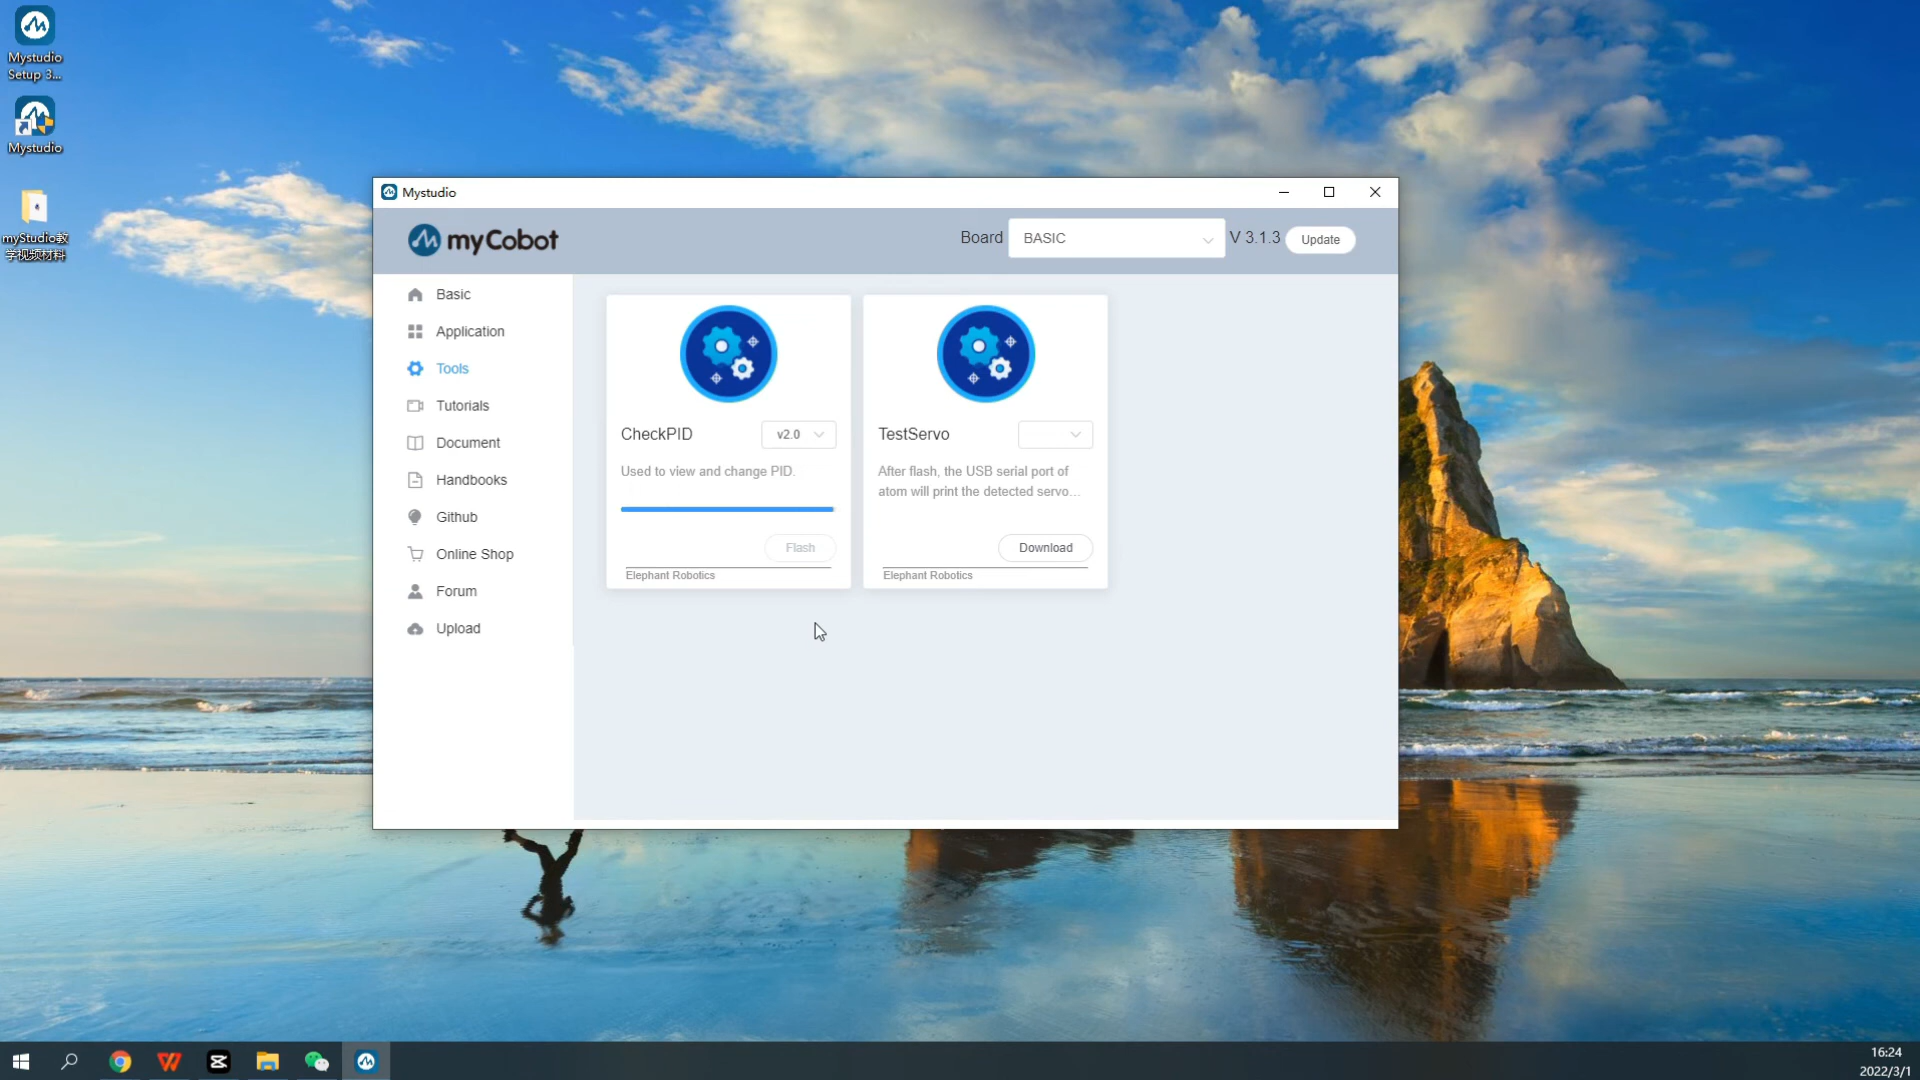 Mystudio
Setup 3...
Mystudio
myStudio教
学视频材料
Mystudio
myCobot
Board
BASIC
V 3.1.3
Update
Basic
Application
Tools
Tutorials
Document
Handbooks
Github
Online Shop
Forum
Upload
CheckPID
v2.0
Used to view and change PID.
Flash
Elephant Robotics
TestServo
After flash, the USB serial port of
atom will print the detected servo...
Download
Elephant Robotics
16:24
2022/3/1